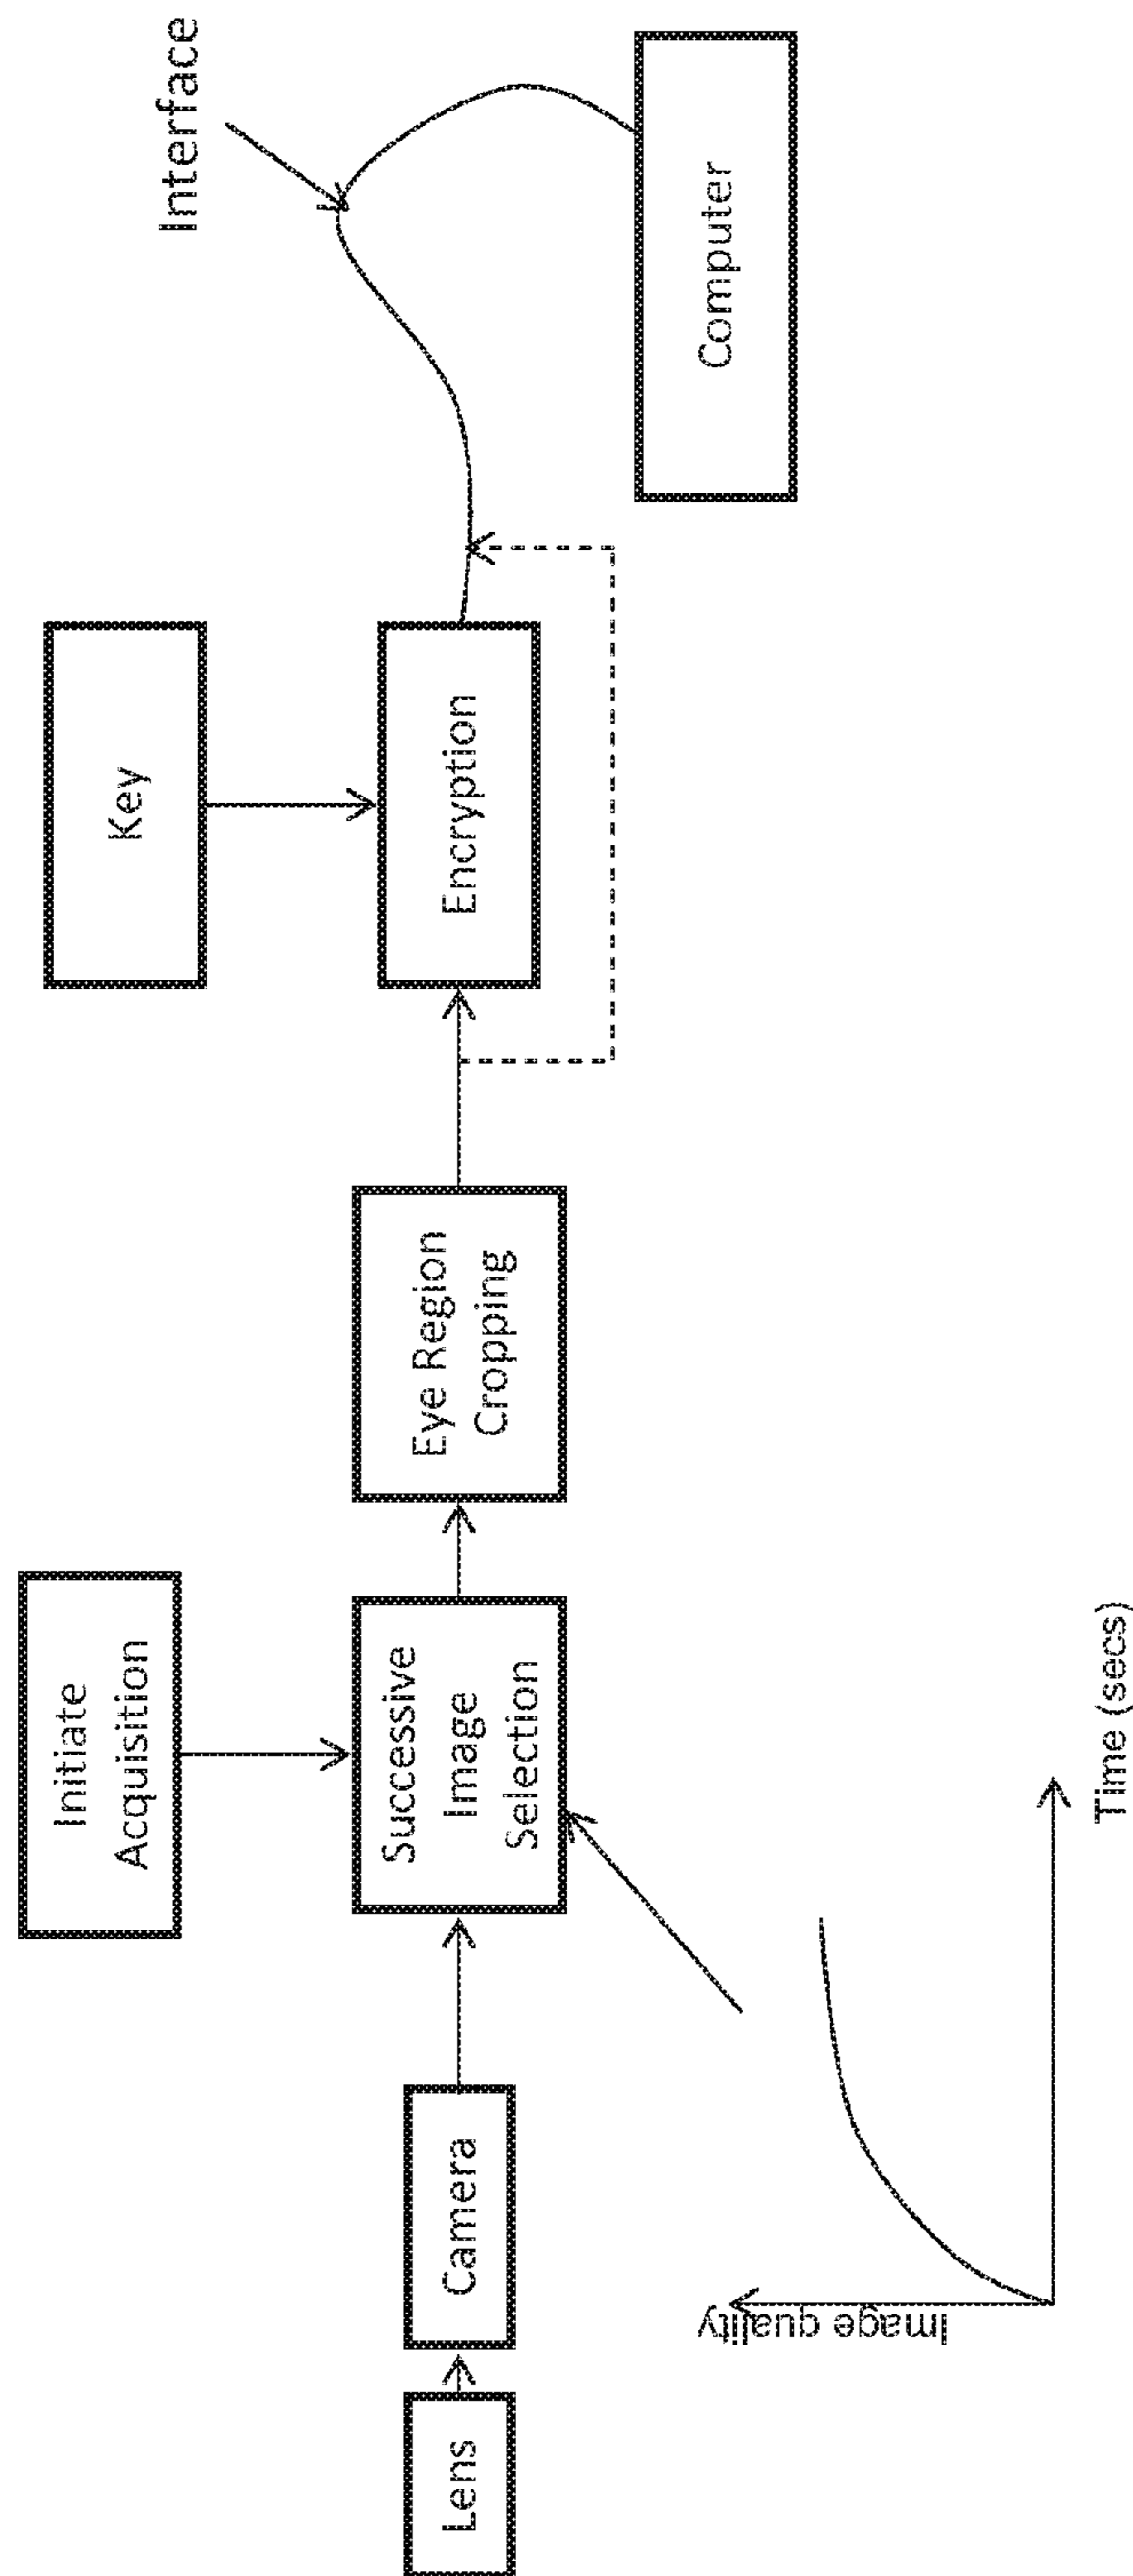 Initiate
Acquisition
Key
Interface
Lens
Camera
Successive
Image
Selection
Eye Region
Cropping
Encryption
Computer
Image quality
Time (secs)